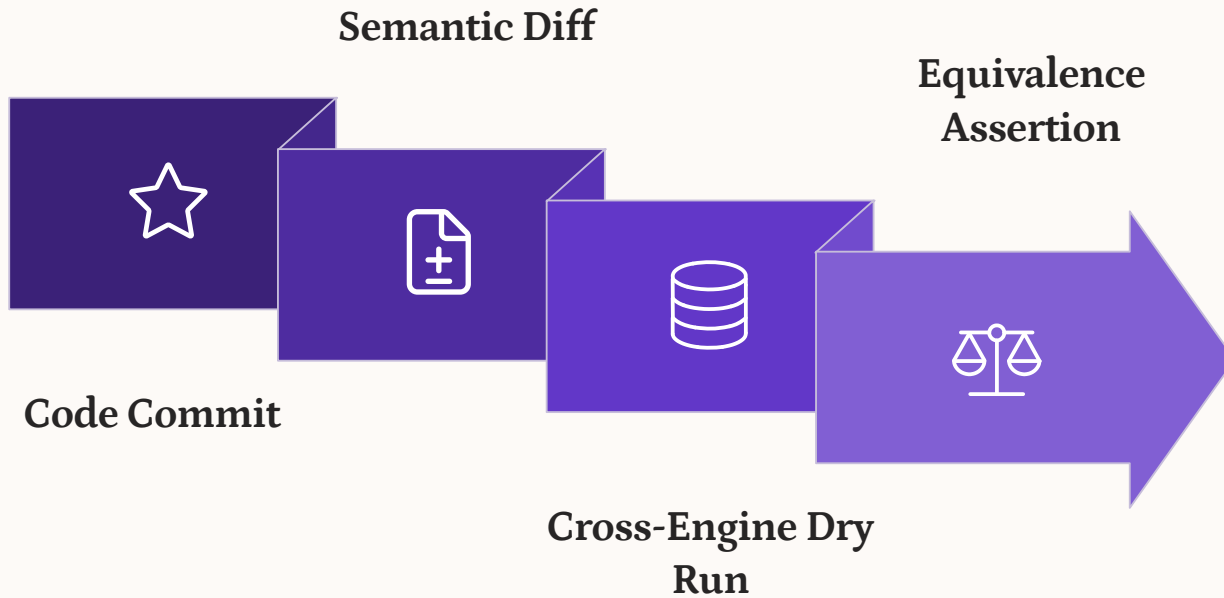 Semantic Diff
Equivalence
Assertion
Code Commit
Cross-Engine Dry
Run